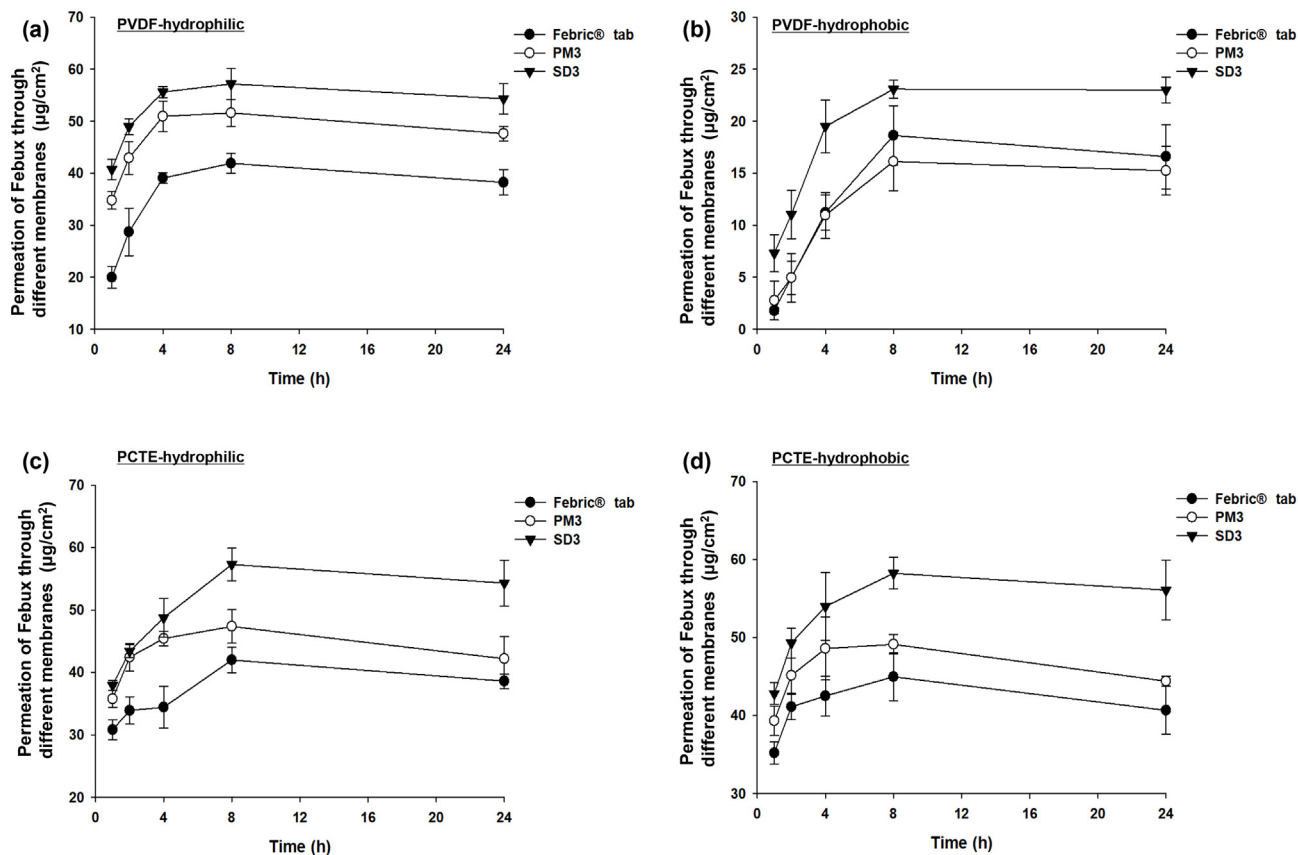 (a) PVDF-hydrophilic
Permeation of Febux through
different membranes (µg/cm²)
70
60
50
40
30
20
10
0 4 8 12 16 20 24
Time (h)
Febric® tab
PM3
SD3
(b) PVDF-hydrophobic
Permeation of Febux through
different membranes (µg/cm²)
30
25
20
15
10
5
0
0 4 8 12 16 20 24
Time (h)
Febric® tab
PM3
SD3
(c) PCTE-hydrophilic
Permeation of Febux through
different membranes (µg/cm²)
70
60
50
40
30
20
0 4 8 12 16 20 24
Time (h)
Febric® tab
PM3
SD3
(d) PCTE-hydrophobic
Permeation of Febux through
different membranes (µg/cm²)
70
60
50
40
30
0 4 8 12 16 20 24
Time (h)
Febric® tab
PM3
SD3